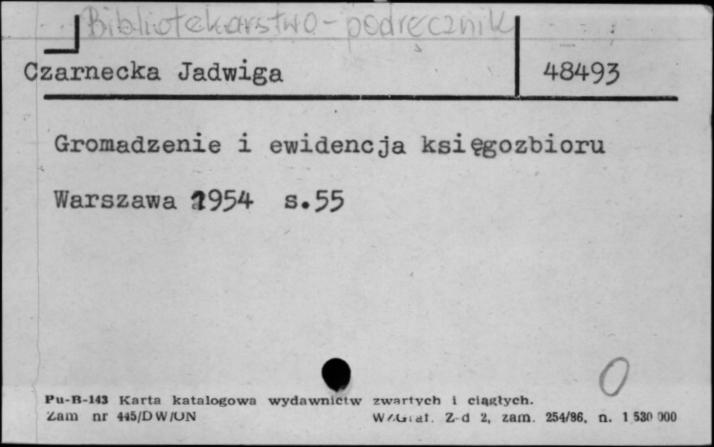 Bibliotekarstwo - podręcznik
Czarnecka Jadwiga 48493
Gromadzenie i ewidencja księgozbioru
Warszawa 1954 s.55
0
Pu-B-143 Karta katalogowa wydawnictw zwartych i ciągłych.
Zam nr 445/DW/UN Z-d 2, zam. 254/86, n. 1 530 000